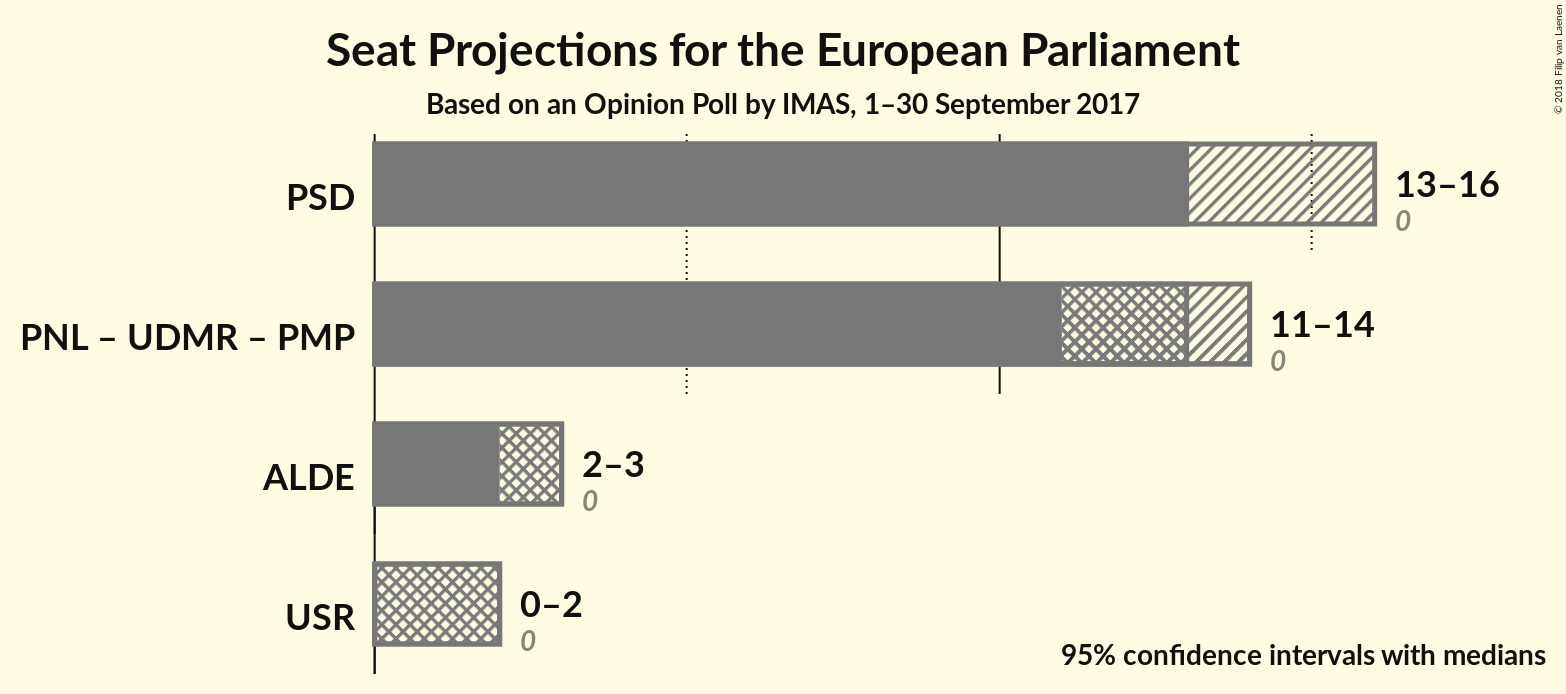 Seat Projections for the European Parliament
Based on an Opinion Poll by IMAS, 1–30 September 2017
© 2018 Filip van Laenen
PSD
13–16
0
PNL – UDMR – PMP
11–14
0
ALDE
2–3
0
USR
0–2
0
95% confidence intervals with medians